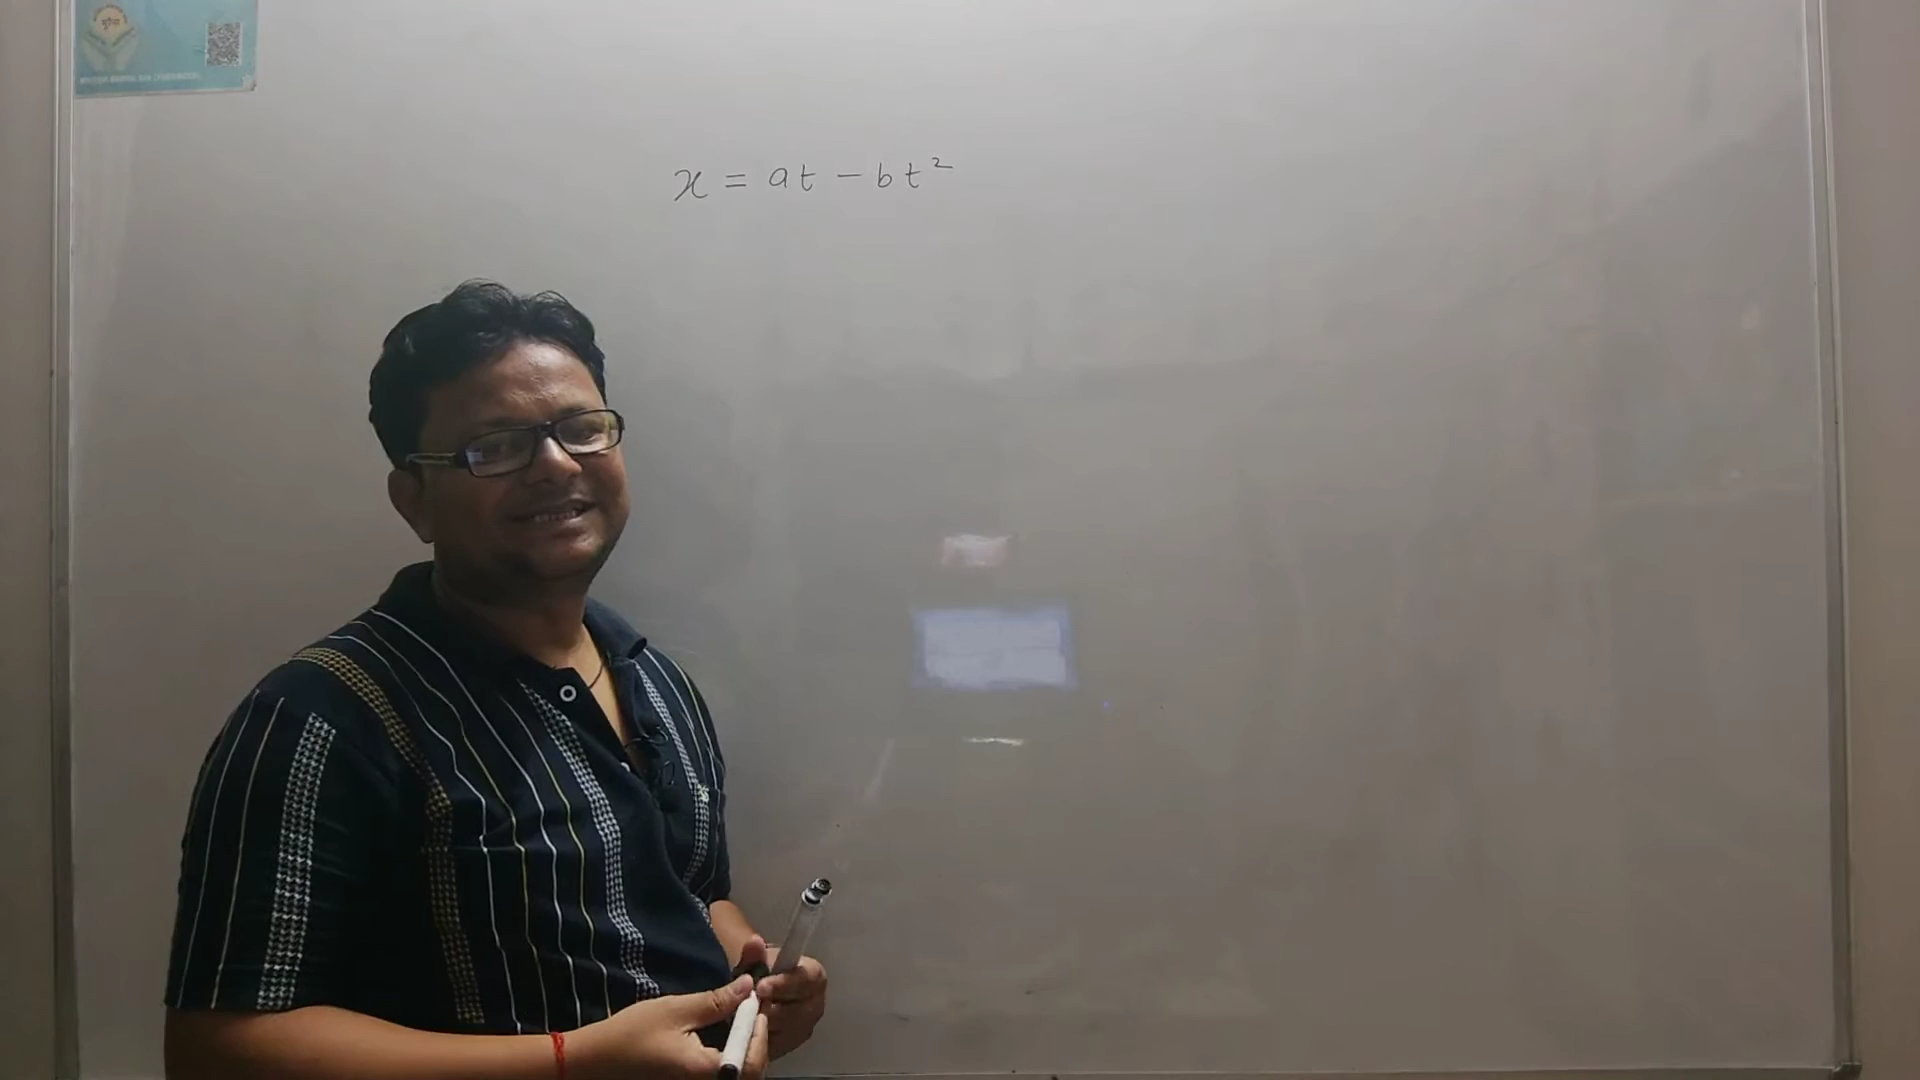 x = at - bt²